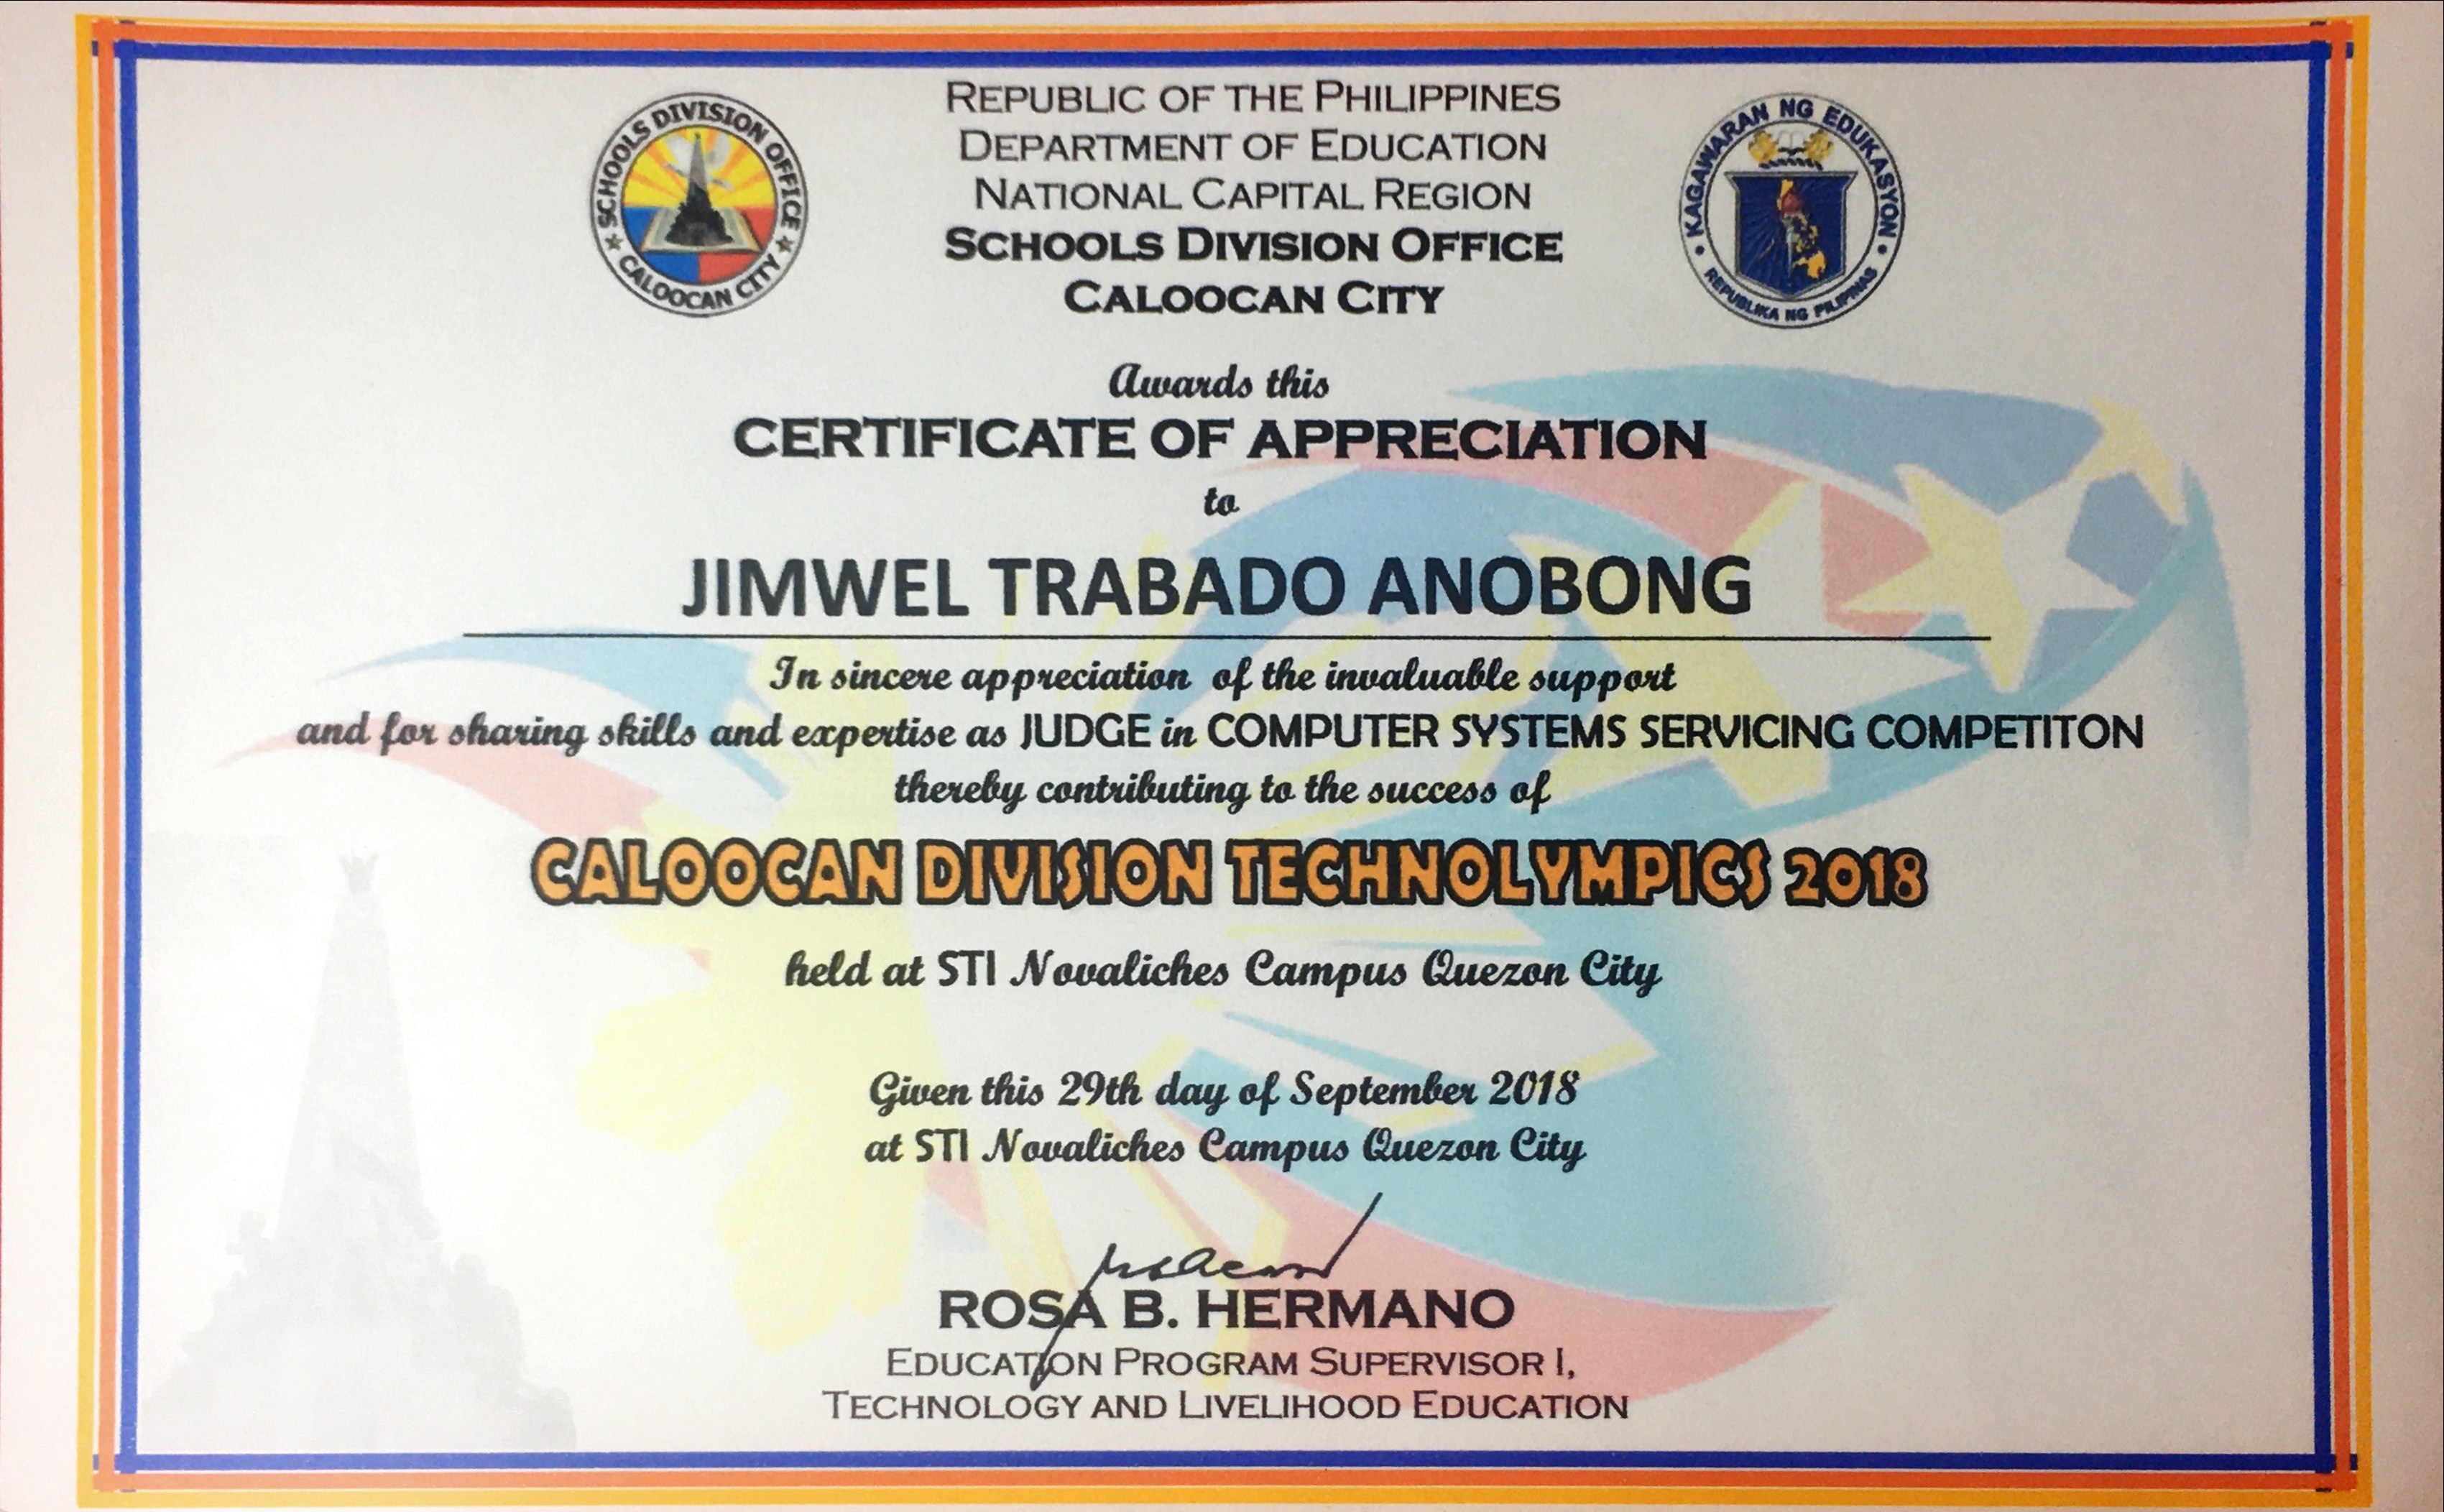 REPUBLIC OF THE PHILIPPINES
DEPARTMENT OF EDUCATION
NATIONAL CAPITAL REGION
SCHOOLS DIVISION OFFICE
CALOOCAN CITY
SCHOOLS DIVISION OFFICE
CALOOCAN CITY
KAGAWARAN NG EDUKASYON
REPUBLIKA NG PILIPINAS
Awards this
CERTIFICATE OF APPRECIATION
to
JIMWEL TRABADO ANOBONG
In sincere appreciation of the invaluable support
and for sharing skills and expertise as JUDGE in COMPUTER SYSTEMS SERVICING COMPETITON
thereby contributing to the success of
CALOOCAN DIVISION TECHNOLYMPICS 2018
held at STI Novaliches Campus Quezon City
Given this 29th day of September 2018
at STI Novaliches Campus Quezon City
ROSA B. HERMANO
EDUCATION PROGRAM SUPERVISOR I,
TECHNOLOGY AND LIVELIHOOD EDUCATION